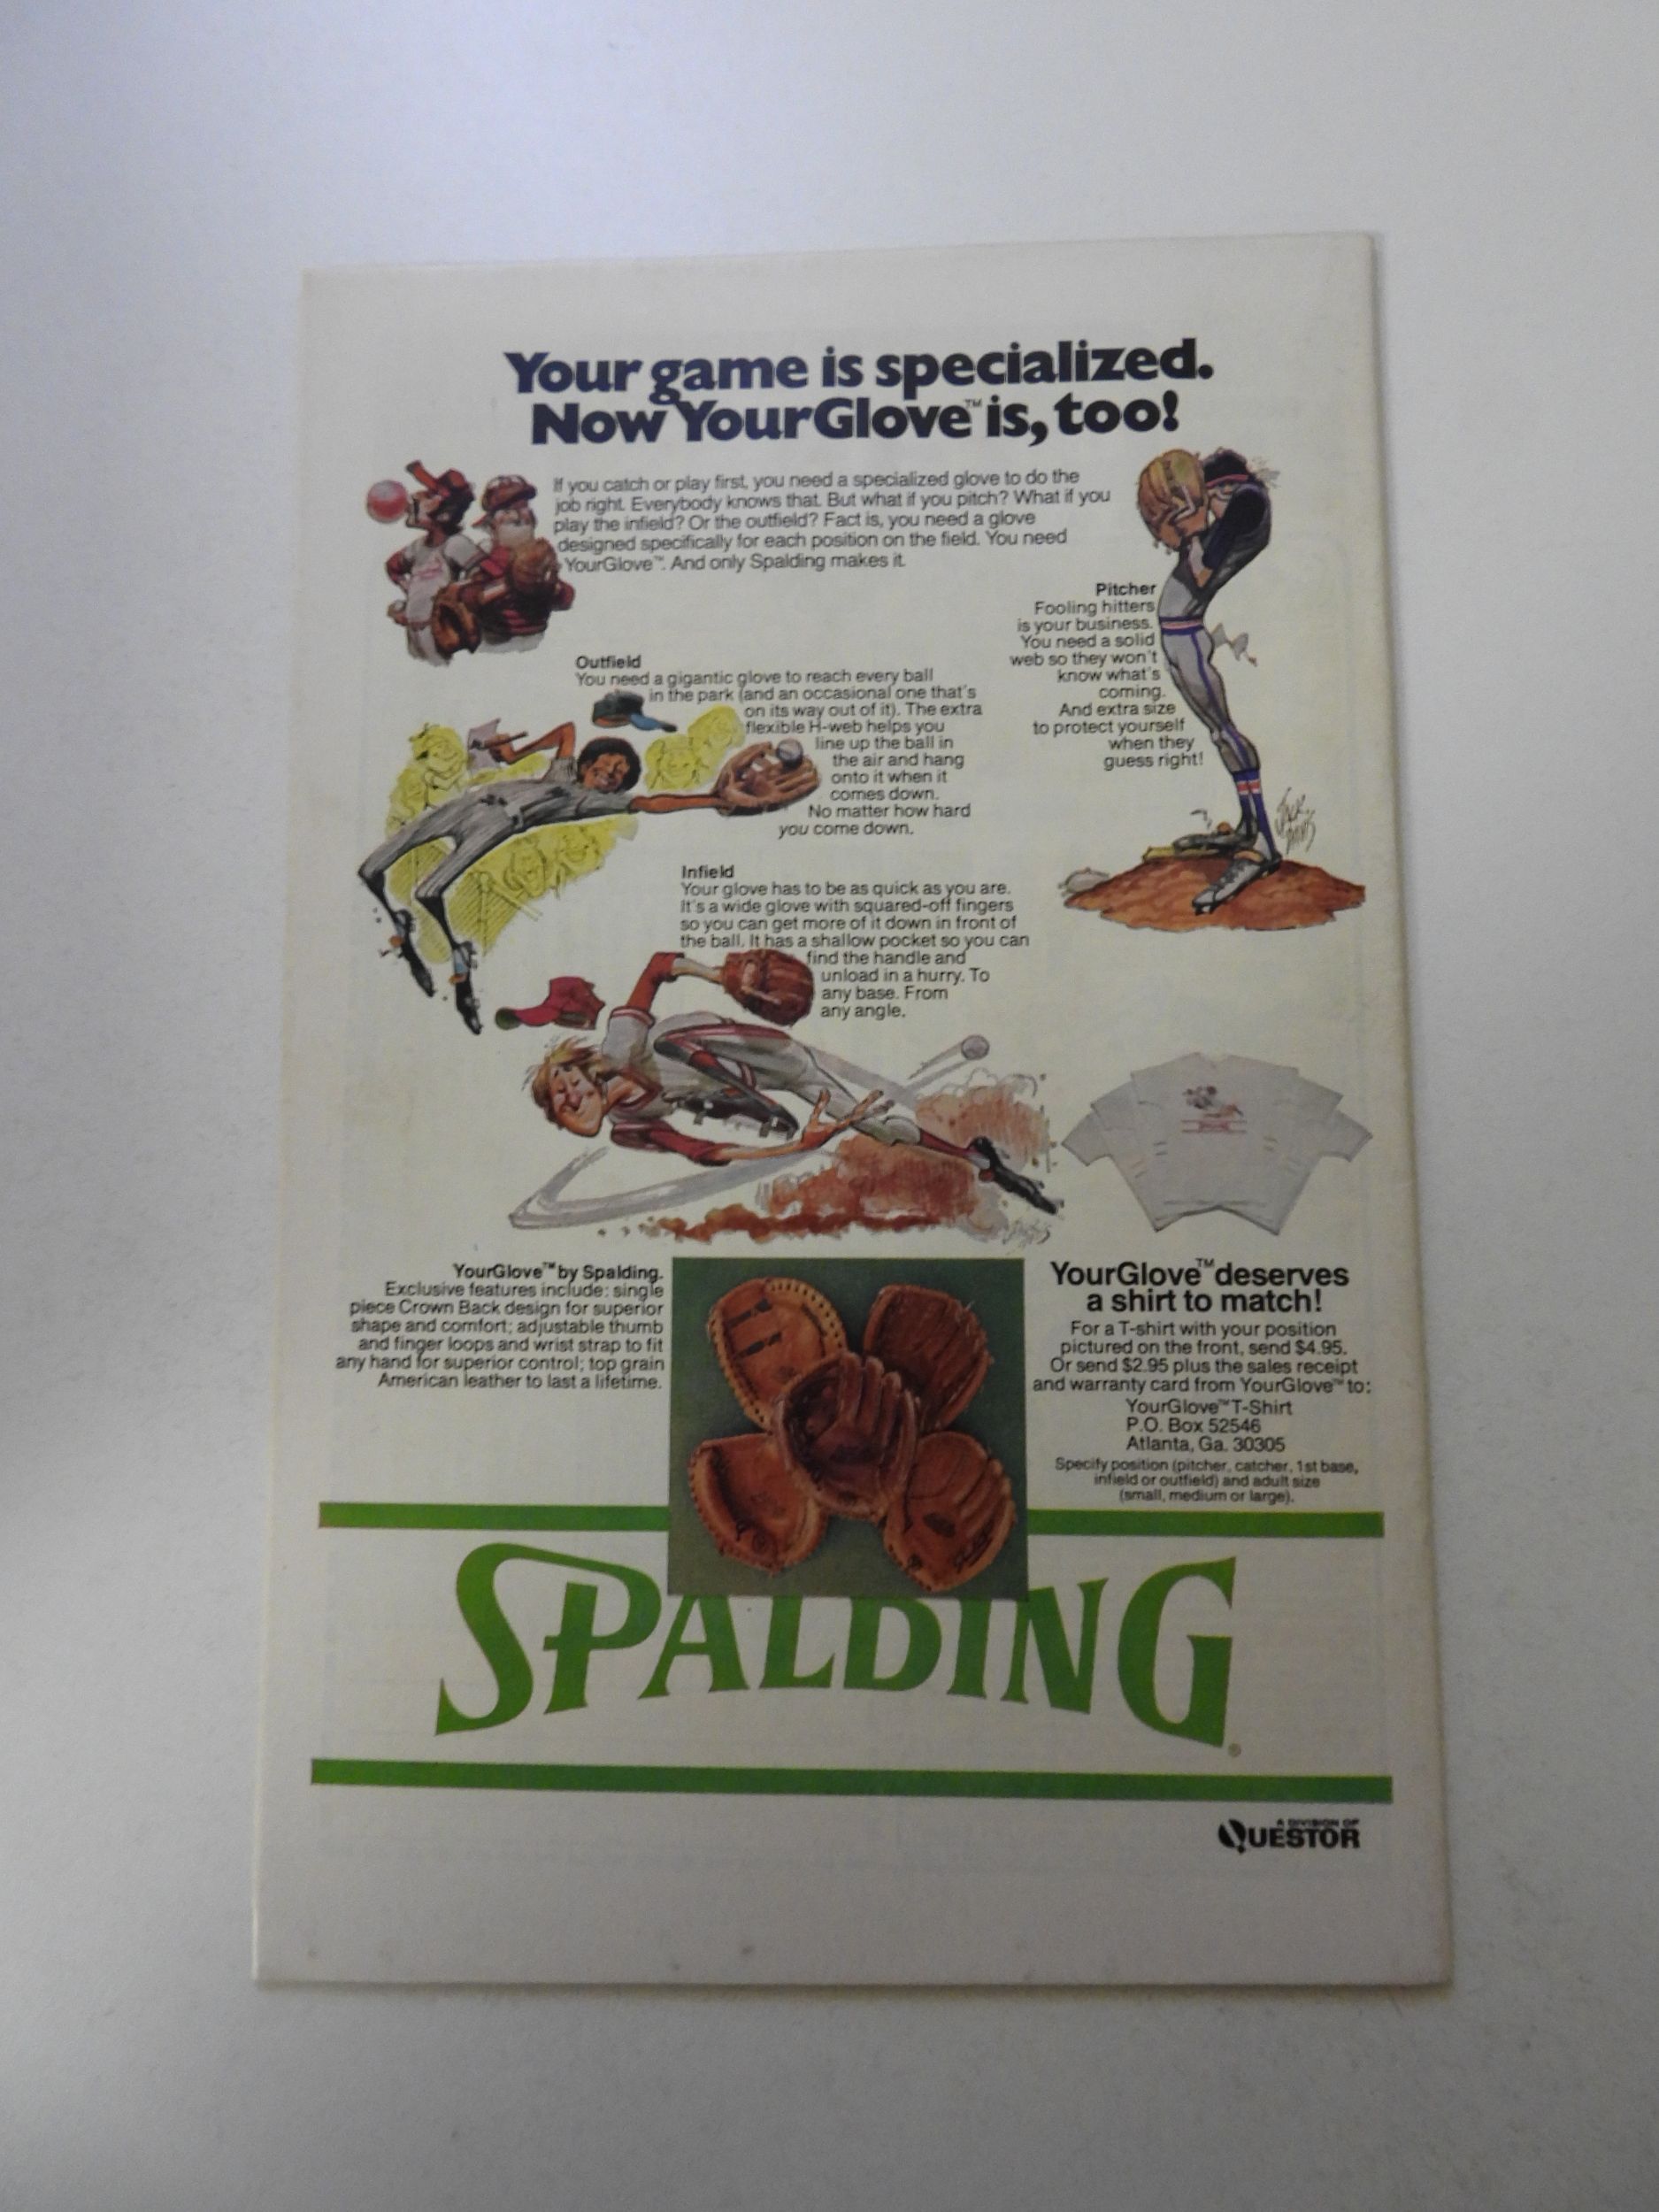 Your game is specialized.
Now YourGlove™ is, too!
If you catch or play first, you need a specialized glove to do the
job right. Everybody knows that. But what if you pitch? What if you
play the infield? Or the outfield? Fact is, you need a glove
designed specifically for each position on the field. You need
YourGlove™. And only Spalding makes it.
Pitcher
Fooling hitters
is your business.
You need a solid
web so they won't
know what's
coming.
And extra size
to protect yourself
when they
guess right!
JACK
DAVIS
Outfield
You need a gigantic glove to reach every ball
in the park (and an occasional one that's
on its way out of it). The extra
flexible H-web helps you
line up the ball in
the air and hang
onto it when it
comes down.
No matter how hard
you come down.
Infield
Your glove has to be as quick as you are.
It's a wide glove with squared-off fingers
so you can get more of it down in front of
the ball. It has a shallow pocket so you can
find the handle and
unload in a hurry. To
any base. From
any angle.
YourGlove™ by Spalding.
Exclusive features include: single
piece Crown Back design for superior
shape and comfort; adjustable thumb
and finger loops and wrist strap to fit
any hand for superior control; top grain
American leather to last a lifetime.
YourGlove™ deserves
a shirt to match!
For a T-shirt with your position
pictured on the front, send $4.95.
Or send $2.95 plus the sales receipt
and warranty card from YourGlove™ to:
YourGlove™ T-Shirt
P.O. Box 52546
Atlanta, Ga. 30305
Specify position (pitcher, catcher, 1st base,
infield or outfield) and adult size
(small, medium or large).
SPALDING®
A DIVISION OF
QUESTOR